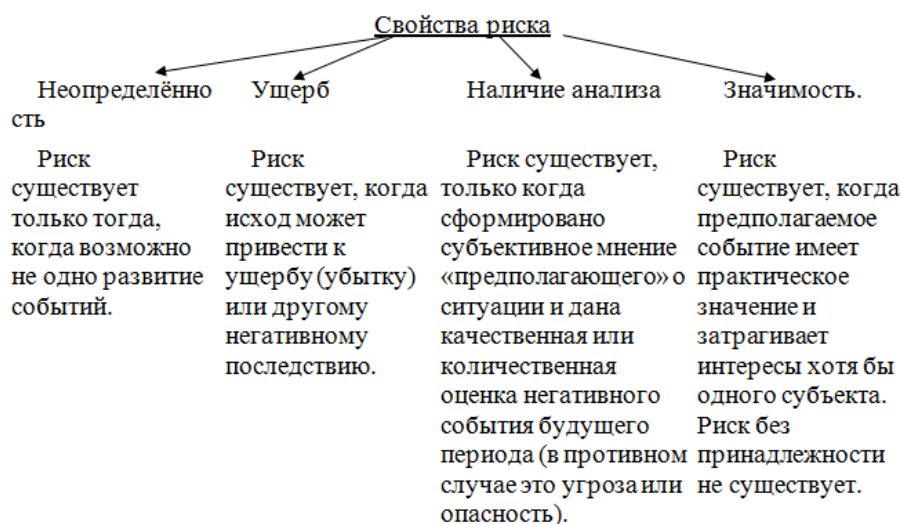 Свойства риска
Неопределённо
сть
Ущерб
Наличие анализа
Значимость.
Риск
существует
только тогда,
когда возможно
не одно развитие
событий.
Риск
существует, когда
исход может
привести к
ущербу (убытку)
или другому
негативному
последствию.
Риск существует,
только когда
сформировано
субъективное мнение
«предполагающего» о
ситуации и дана
качественная или
количественная
оценка негативного
события будущего
периода (в противном
случае это угроза или
опасность).
Риск
существует, когда
предполагаемое
событие имеет
практическое
значение и
затрагивает
интересы хотя бы
одного субъекта.
Риск без
принадлежности
не существует.